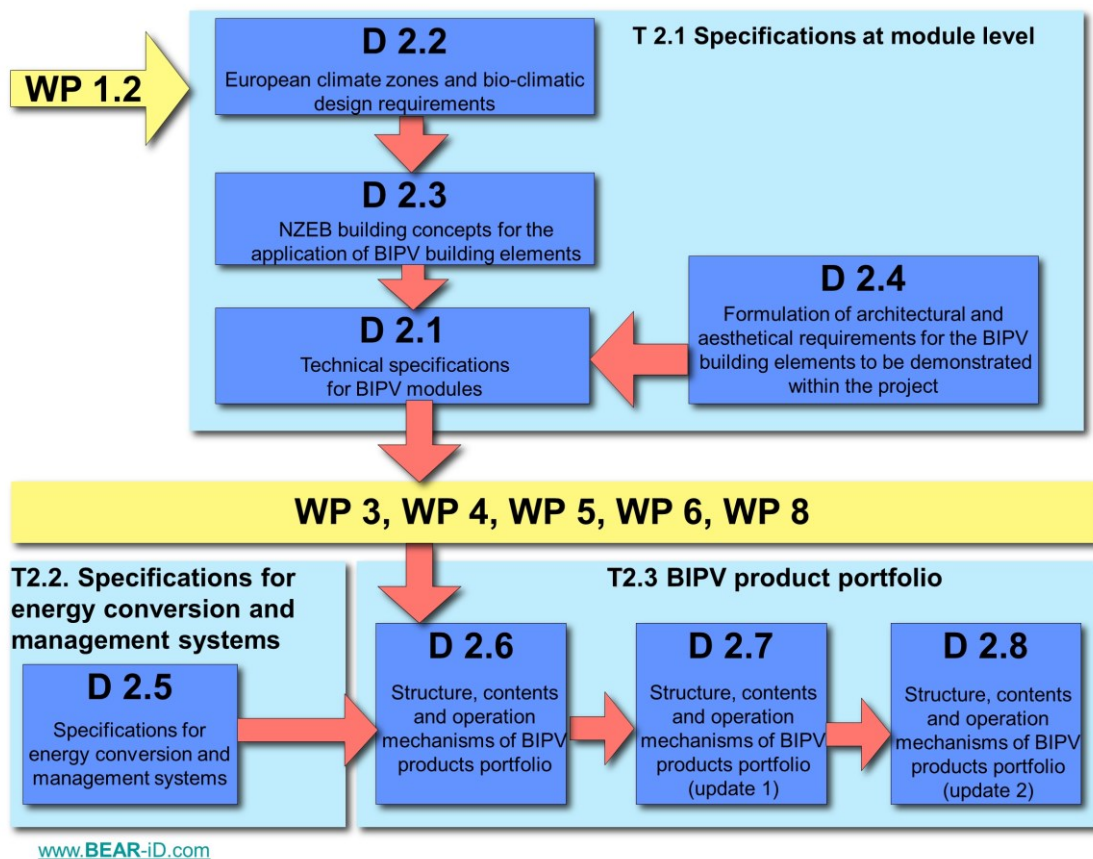 D 2.2
European climate zones and bio-climatic
design requirements
T 2.1 Specifications at module level
WP 1.2
D 2.3
NZEB building concepts for the
application of BIPV building elements
D 2.4
Formulation of architectural and
aesthetical requirements for the BIPV
building elements to be demonstrated
within the project
D 2.1
Technical specifications
for BIPV modules
WP 3, WP 4, WP 5, WP 6, WP 8
T2.2. Specifications for
energy conversion and
management systems
D 2.5
Specifications for
energy conversion and
management systems
T2.3 BIPV product portfolio
D 2.6
Structure, contents
and operation
mechanisms of BIPV
products portfolio
D 2.7
Structure, contents
and operation
mechanisms of BIPV
products portfolio
(update 1)
D 2.8
Structure, contents
and operation
mechanisms of BIPV
products portfolio
(update 2)
www.BEAR-iD.com